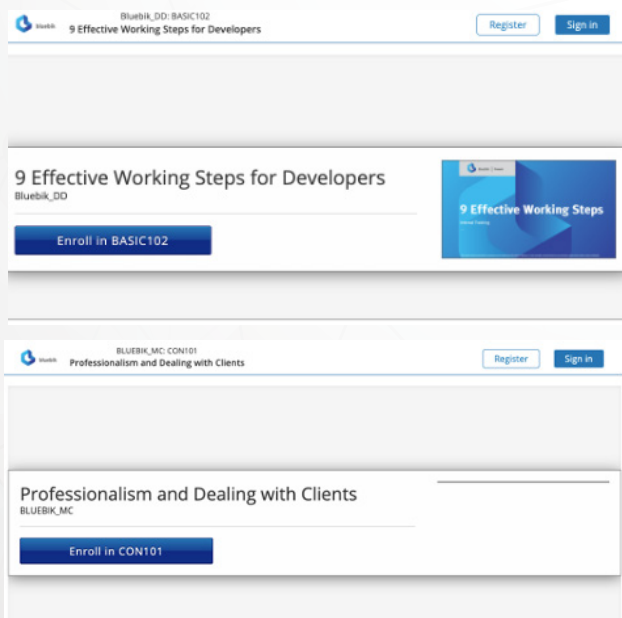 Bluebik_DD: BASIC102
bluebik
9 Effective Working Steps for Developers
Register
Sign in
9 Effective Working Steps for Developers
Bluebik_DD
Enroll in BASIC102
9 Effective Working Steps
BLUEBIK_MC: CON101
bluebik
Professionalism and Dealing with Clients
Register
Sign in
Professionalism and Dealing with Clients
BLUEBIK_MC
Enroll in CON101